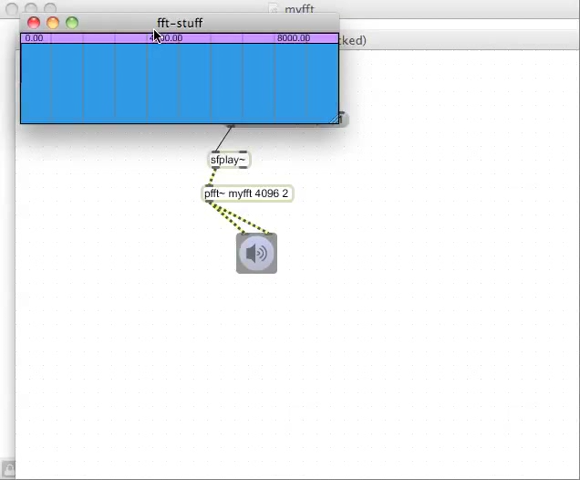 myfft
fft-stuff
0.00
8000.00
cked)
sfplay~
pfft~ myfft 4096 2